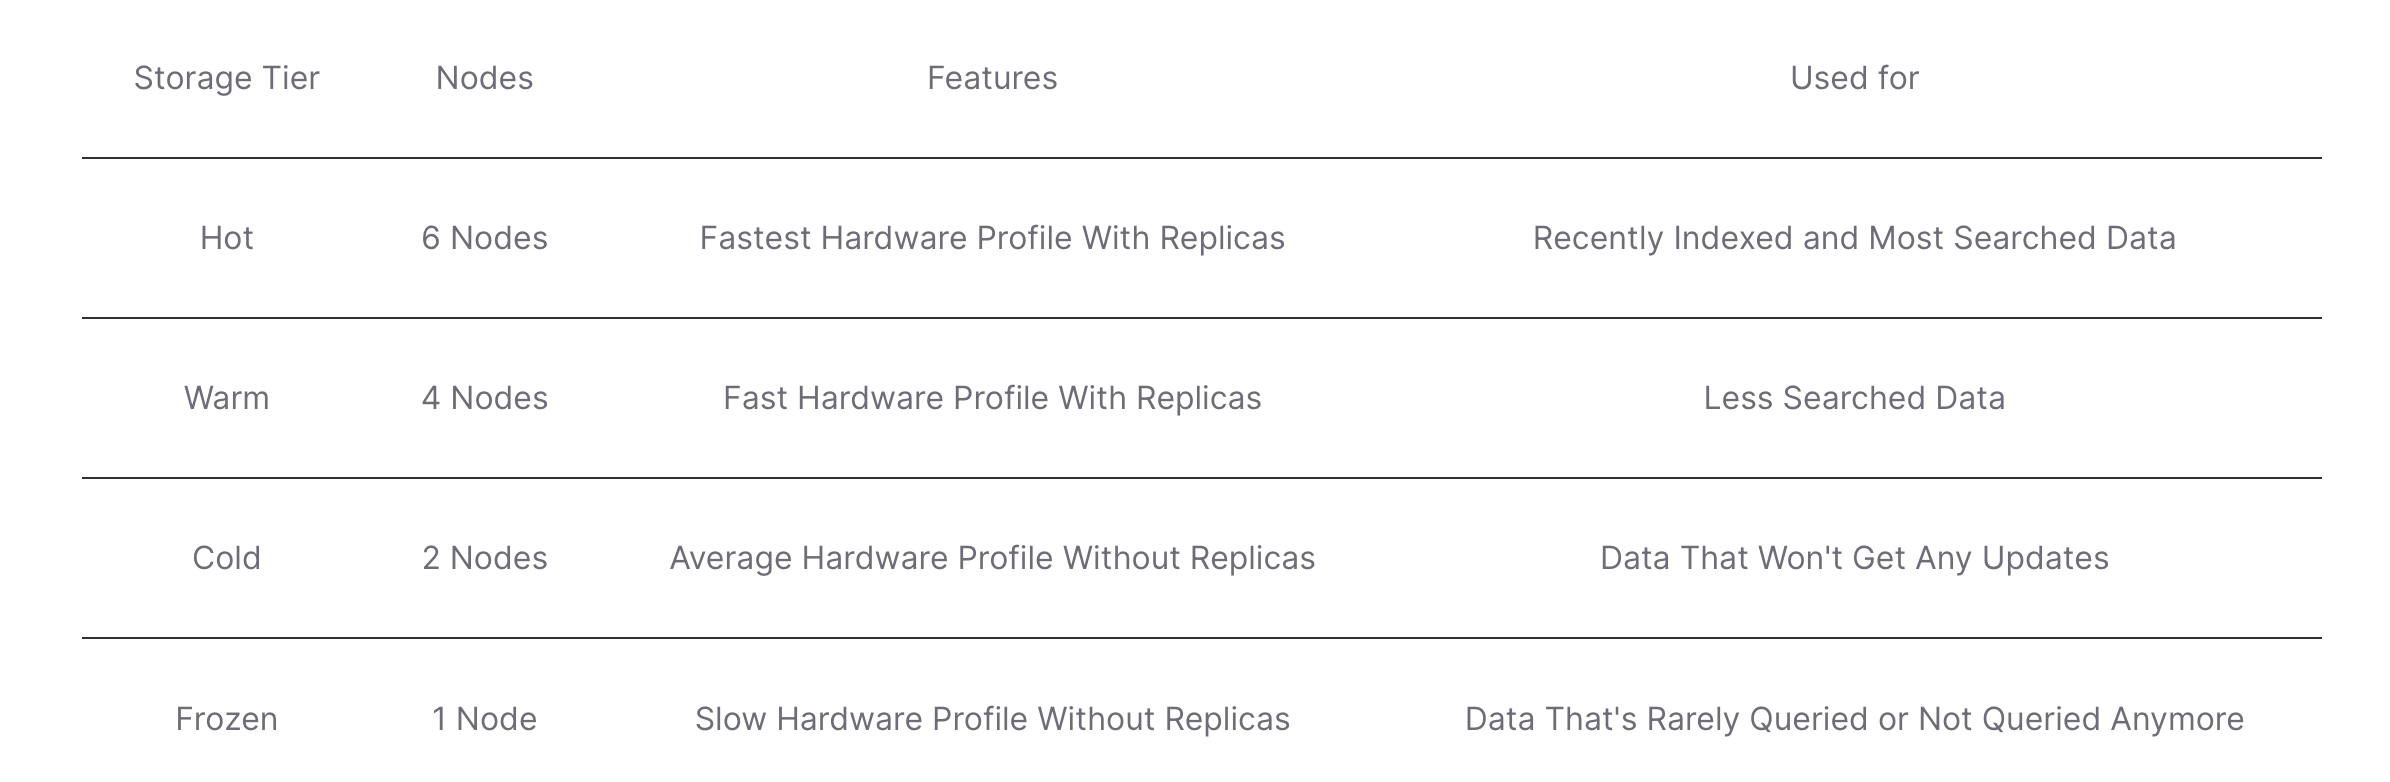 Storage Tier Nodes Features Used for
Hot 6 Nodes Fastest Hardware Profile With Replicas Recently Indexed and Most Searched Data
Warm 4 Nodes Fast Hardware Profile With Replicas Less Searched Data
Cold 2 Nodes Average Hardware Profile Without Replicas Data That Won't Get Any Updates
Frozen 1 Node Slow Hardware Profile Without Replicas Data That's Rarely Queried or Not Queried Anymore